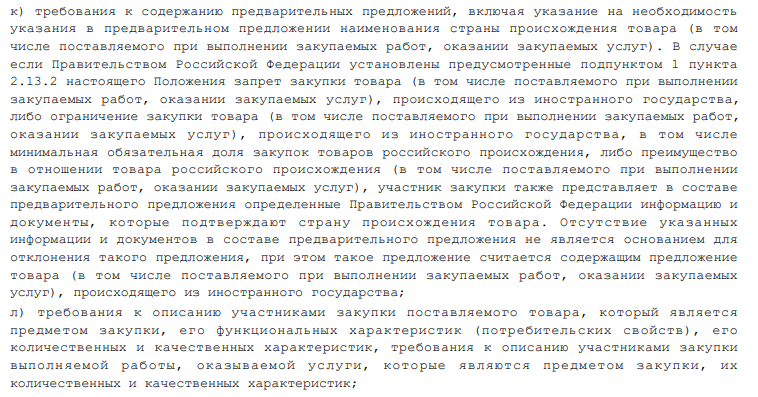 к) требования к содержанию предварительных предложений, включая указание на необходимость
указания в предварительном предложении наименования страны происхождения товара (в том
числе поставляемого при выполнении закупаемых работ, оказании закупаемых услуг). В случае
если Правительством Российской Федерации установлены предусмотренные подпунктом 1 пункта
2.13.2 настоящего Положения запрет закупки товара (в том числе поставляемого при выполнении
закупаемых работ, оказании закупаемых услуг), происходящего из иностранного государства,
либо ограничение закупки товара (в том числе поставляемого при выполнении закупаемых работ,
оказании закупаемых услуг), происходящего из иностранного государства, в том числе
минимальная обязательная доля закупок товаров российского происхождения, либо преимущество
в отношении товара российского происхождения (в том числе поставляемого при выполнении
закупаемых работ, оказании закупаемых услуг), участник закупки также представляет в составе
предварительного предложения определенные Правительством Российской Федерации информацию и
документы, которые подтверждают страну происхождения товара. Отсутствие указанных
информации и документов в составе предварительного предложения не является основанием для
отклонения такого предложения, при этом такое предложение считается содержащим предложение
товара (в том числе поставляемого при выполнении закупаемых работ, оказании закупаемых
услуг), происходящего из иностранного государства;
л) требования к описанию участниками закупки поставляемого товара, который является
предметом закупки, его функциональных характеристик (потребительских свойств), его
количественных и качественных характеристик, требования к описанию участниками закупки
выполняемой работы, оказываемой услуги, которые являются предметом закупки, их
количественных и качественных характеристик;